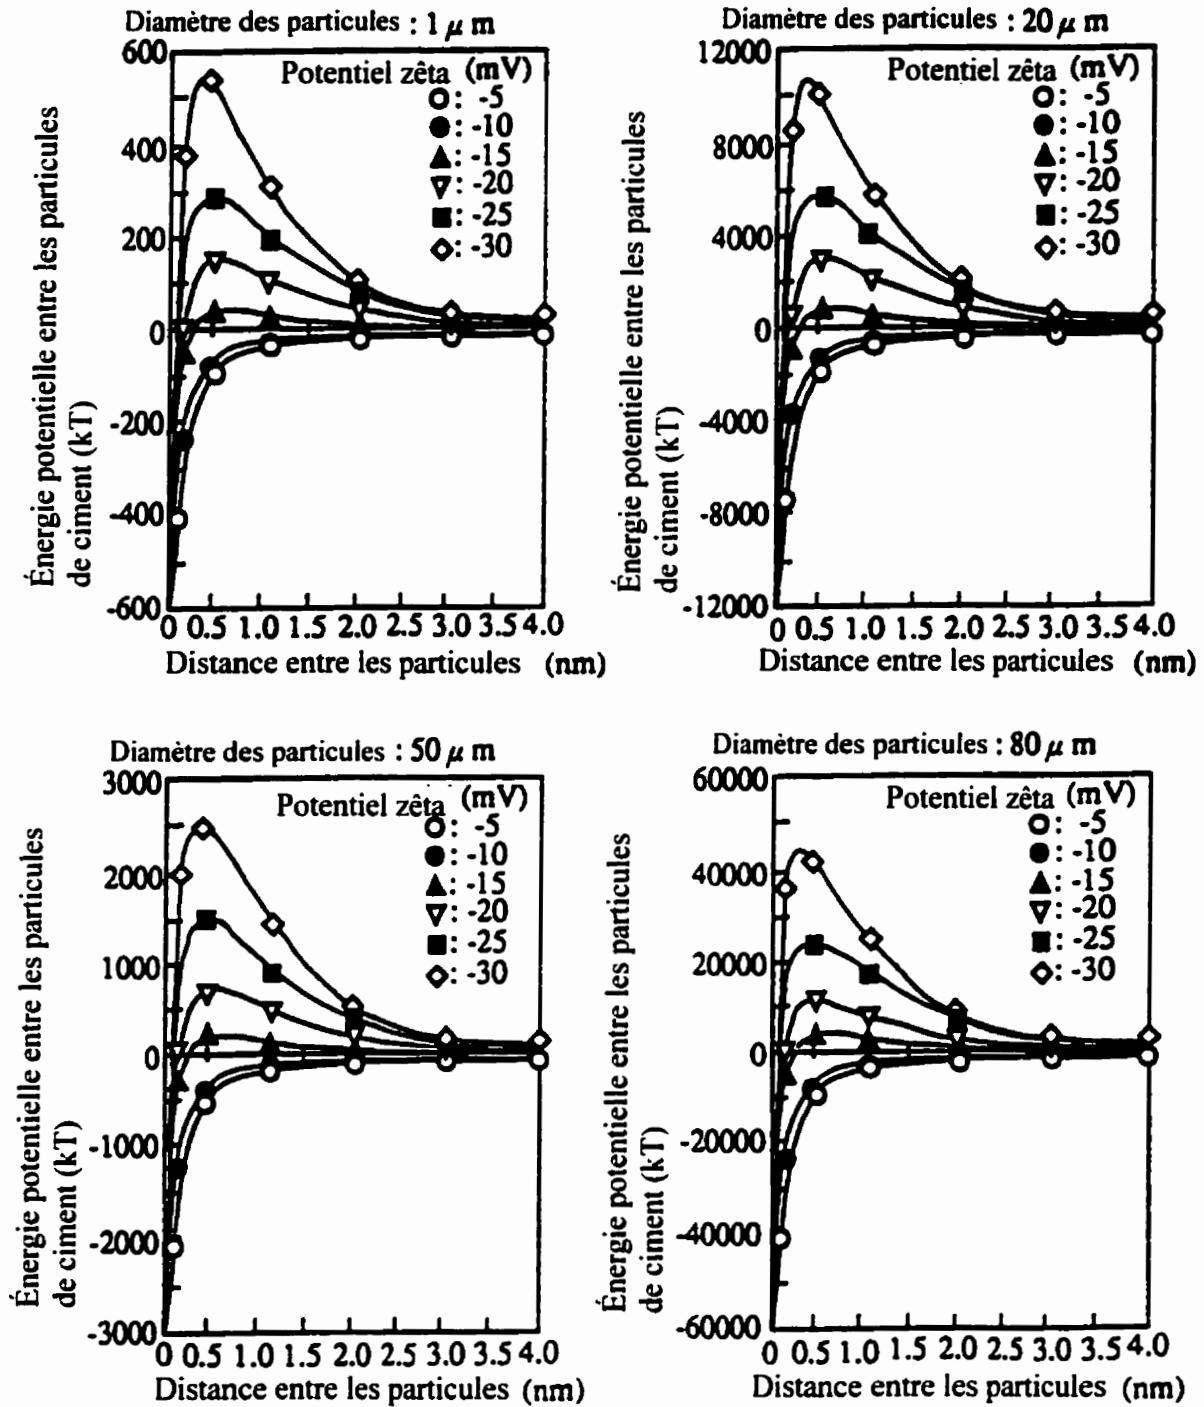 Diamètre des particules : 1 μ m
600
400
200
0
-200
-400
-600
Énergie potentielle entre les particules
de ciment (kT)
Potentiel zêta (mV)
○: -5
●: -10
▲: -15
▽: -20
■: -25
◇: -30
0 0.5 1.0 1.5 2.0 2.5 3.0 3.5 4.0
Distance entre les particules (nm)
Diamètre des particules : 20 μ m
12000
8000
4000
0
-4000
-8000
-12000
Énergie potentielle entre les particules
de ciment (kT)
Potentiel zêta (mV)
○: -5
●: -10
▲: -15
▽: -20
■: -25
◇: -30
0 0.5 1.0 1.5 2.0 2.5 3.0 3.5 4.0
Distance entre les particules (nm)
Diamètre des particules : 50 μ m
3000
2000
1000
0
-1000
-2000
-3000
Énergie potentielle entre les particules
de ciment (kT)
Potentiel zêta (mV)
○: -5
●: -10
▲: -15
▽: -20
■: -25
◇: -30
0 0.5 1.0 1.5 2.0 2.5 3.0 3.5 4.0
Distance entre les particules (nm)
Diamètre des particules : 80 μ m
60000
40000
20000
0
-20000
-40000
-60000
Énergie potentielle entre les particules
de ciment (kT)
Potentiel zêta (mV)
○: -5
●: -10
▲: -15
▽: -20
■: -25
◇: -30
0 0.5 1.0 1.5 2.0 2.5 3.0 3.5 4.0
Distance entre les particules (nm)